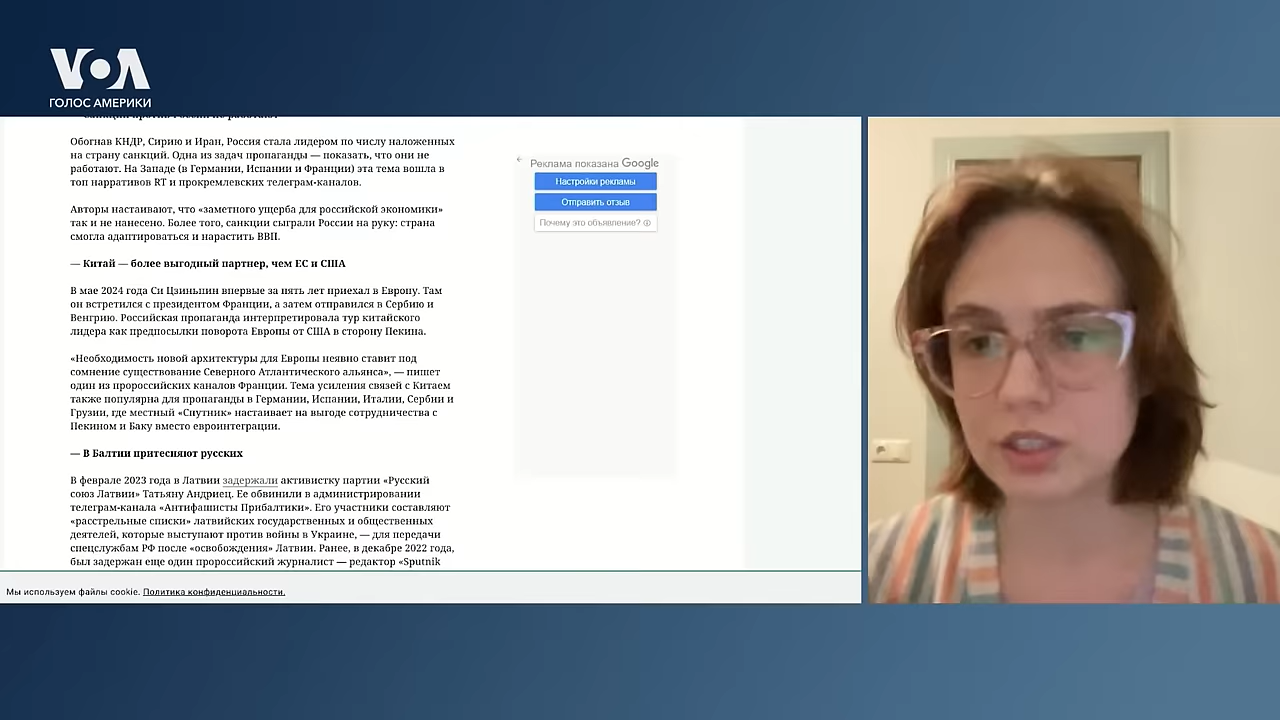 VOA
ГОЛОС АМЕРИКИ
Санкции против России не работают
Обогнав КНДР, Сирию и Иран, Россия стала лидером по числу наложенных
на страну санкций. Одна из задач пропаганды — показать, что они не
работают. На Западе (в Германии, Испании и Франции) эта тема вошла в
топ нарративов RT и прокремлевских телеграм-каналов.
Авторы настаивают, что «заметного ущерба для российской экономики»
так и не нанесено. Более того, санкции сыграли России на руку: страна
смогла адаптироваться и нарастить ВВП.
— Китай — более выгодный партнер, чем ЕС и США
В мае 2024 года Си Цзиньпин впервые за пять лет приехал в Европу. Там
он встретился с президентом Франции, а затем отправился в Сербию и
Венгрию. Российская пропаганда интерпретировала тур китайского
лидера как предпосылки поворота Европы от США в сторону Пекина.
«Необходимость новой архитектуры для Европы неявно ставит под
сомнение существование Северного Атлантического альянса», — пишет
один из пророссийских каналов Франции. Тема усиления связей с Китаем
также популярна для пропаганды в Германии, Испании, Италии, Сербии и
Грузии, где местный «Спутник» настаивает на выгоде сотрудничества с
Пекином и Баку вместо евроинтеграции.
— В Балтии притесняют русских
В феврале 2023 года в Латвии задержали активистку партии «Русский
союз Латвии» Татьяну Андриец. Ее обвинили в администрировании
телеграм-канала «Антифашисты Прибалтики». Его участники составляют
«расстрельные списки» латвийских государственных и общественных
деятелей, которые выступают против войны в Украине, — для передачи
спецслужбам РФ после «освобождения» Латвии. Ранее, в декабре 2022 года,
был задержан еще один пророссийский журналист — редактор «Sputnik
Реклама показана Google
Настройки рекламы
Отправить отзыв
Почему это объявление?
Мы используем файлы cookie. Политика конфиденциальности.